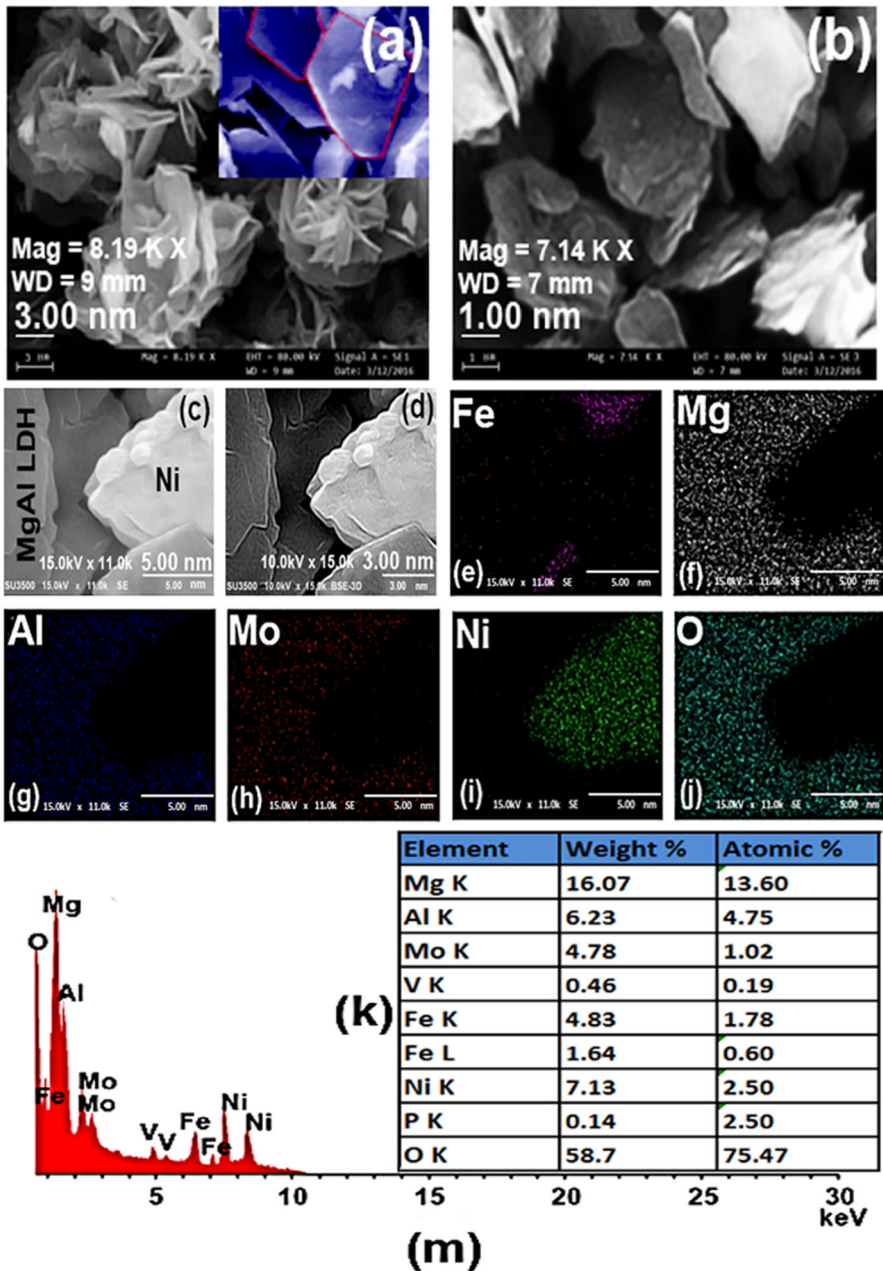 (a)
Mag = 8.19 K X
WD = 9 mm
3.00 nm
Mag = 8.19 K X EHT = 80.00 kV Signal A = SE1
WD = 9 mm Date: 3/12/2016
(b)
Mag = 7.14 K X
WD = 7 mm
1.00 nm
Mag = 7.14 K X EHT = 80.00 kV Signal A = SE3
WD = 7 mm Date: 3/12/2016
(c)
MgAl LDH
Ni
15.0kV x 11.0k 5.00 nm
SU3500 15.0kV x 11.0k SE 5.00 nm
(d)
10.0kV x 15.0k 3.00 nm
SU3500 10.0kV x 15.0k BSE-3D 3.00 nm
Fe
(e) 15.0kV x 11.0k SE 5.00 nm
Mg
(f) 15.0kV x 11.0k SE 5.00 nm
Al
(g) 15.0kV x 11.0k SE 5.00 nm
Mo
(h) 15.0kV x 11.0k SE 5.00 nm
Ni
(i) 15.0kV x 11.0k SE 5.00 nm
O
(j) 15.0kV x 11.0k SE 5.00 nm
O
Mg
Al
Fe
Mo
Mo
V
V
Fe
Fe
Ni
Ni
(k)
Element Weight % Atomic %
Mg K 16.07 13.60
Al K 6.23 4.75
Mo K 4.78 1.02
V K 0.46 0.19
Fe K 4.83 1.78
Fe L 1.64 0.60
Ni K 7.13 2.50
P K 0.14 2.50
O K 58.7 75.47
5 10 15 20 25 30
keV
(m)